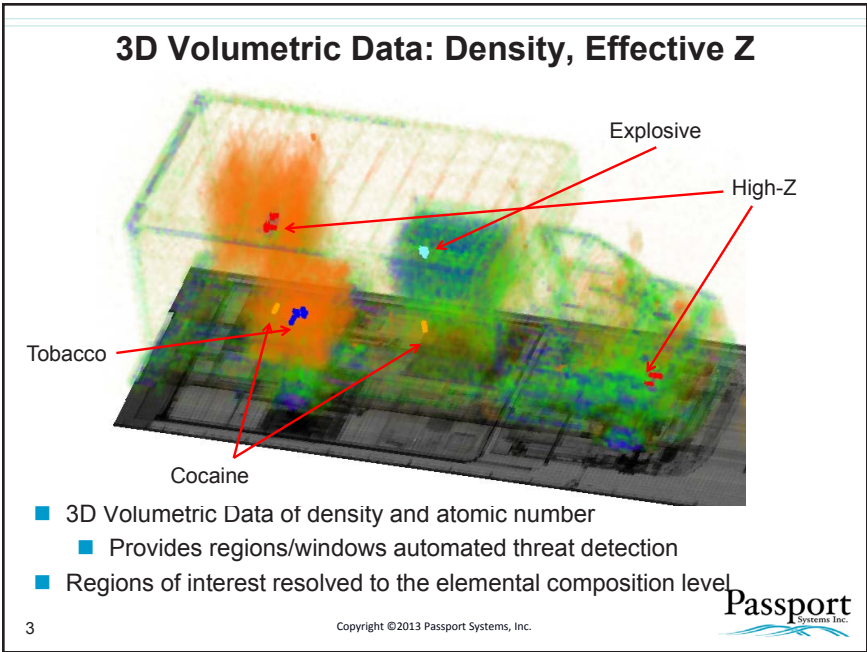 3D Volumetric Data: Density, Effective Z
Explosive
High-Z
Tobacco
Cocaine
3D Volumetric Data of density and atomic number
Provides regions/windows automated threat detection
Regions of interest resolved to the elemental composition level
Passport
Systems Inc.
3
Copyright ©2013 Passport Systems, Inc.